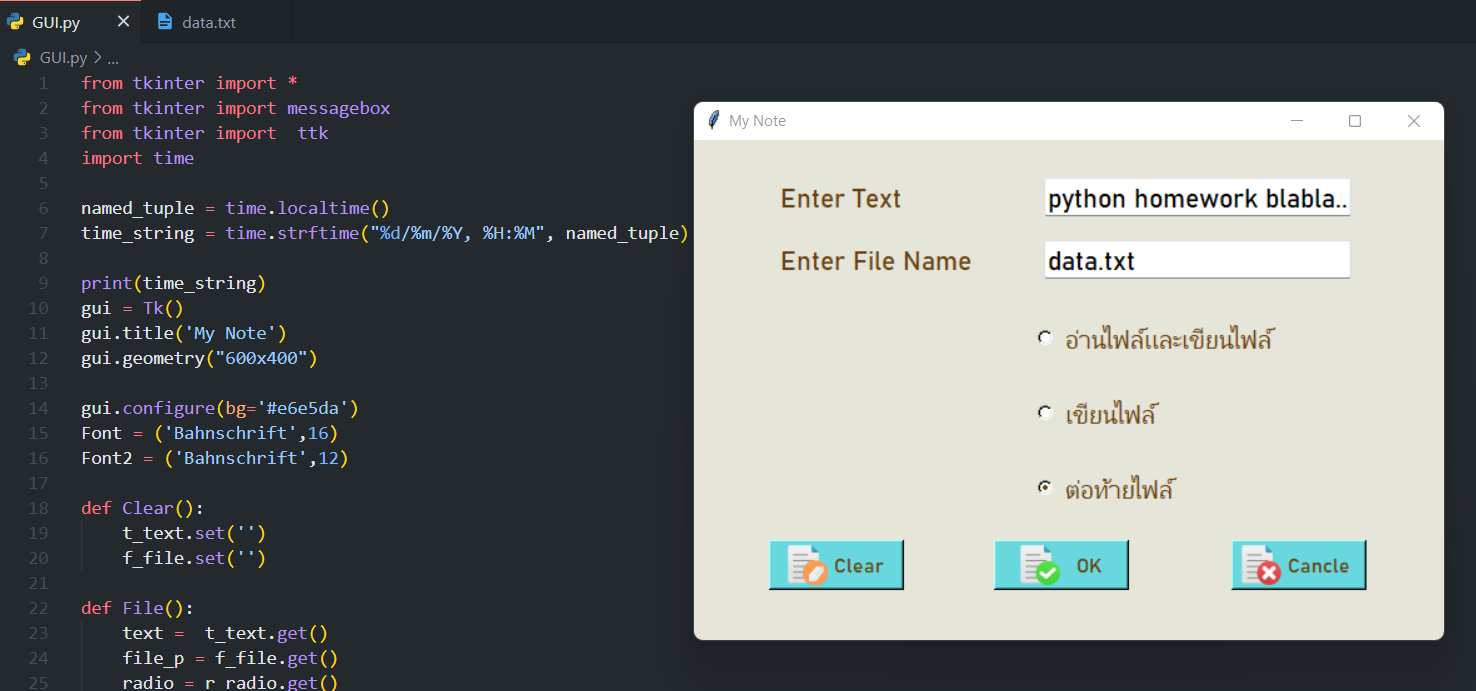 GUI.py
data.txt
GUI.py > ...
1 from tkinter import *
2 from tkinter import messagebox
3 from tkinter import  ttk
4 import time
5
6 named_tuple = time.localtime()
7 time_string = time.strftime("%d/%m/%Y, %H:%M", named_tuple)
8
9 print(time_string)
10 gui = Tk()
11 gui.title('My Note')
12 gui.geometry("600x400")
13
14 gui.configure(bg='#e6e5da')
15 Font = ('Bahnschrift',16)
16 Font2 = ('Bahnschrift',12)
17
18 def Clear():
19     t_text.set('')
20     f_file.set('')
21
22 def File():
23     text =  t_text.get()
24     file_p = f_file.get()
25     radio = r_radio.get()
My Note
Enter Text
python homework blabla..
Enter File Name
data.txt
อ่านไฟล์และเขียนไฟล์
เขียนไฟล์
ต่อท้ายไฟล์
Clear
OK
Cancle